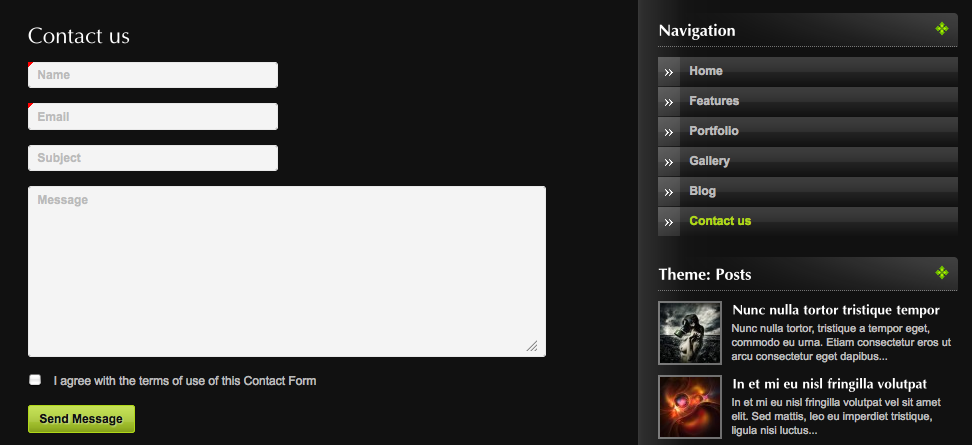 Contact us
Name
Email
Subject
Message
I agree with the terms of use of this Contact Form
Send Message
Navigation
Home
Features
Portfolio
Gallery
Blog
Contact us
Theme: Posts
Nunc nulla tortor tristique tempor
Nunc nulla tortor, tristique a tempor eget,
commodo eu urna. Etiam consectetur eros ut
arcu consectetur eget dapibus...
In et mi eu nisl fringilla volutpat
In et mi eu nisl fringilla volutpat vel sit amet
elit. Sed mattis, leo eu imperdiet tristique,
ligula nisi luctus...